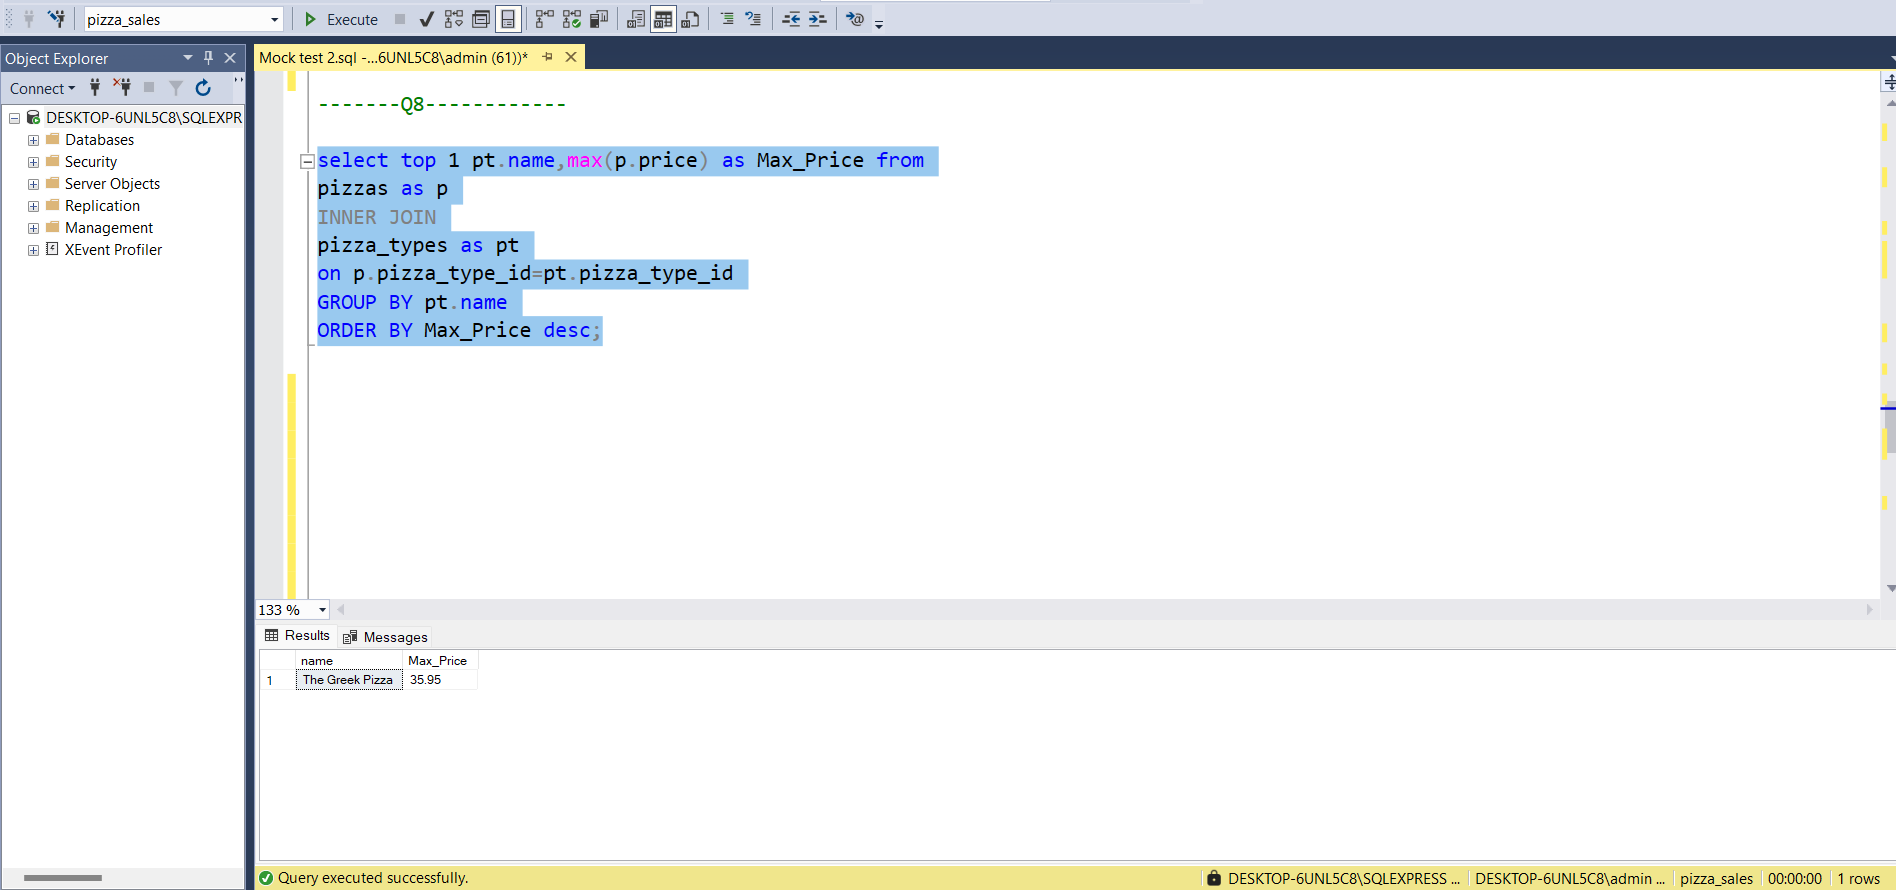 pizza_sales
Execute
Object Explorer
Mock test 2.sql -...6UNL5C8\admin (61))*
Connect
DESKTOP-6UNL5C8\SQLEXPR
Databases
Security
Server Objects
Replication
Management
XEvent Profiler
-------Q8------------
select top 1 pt.name,max(p.price) as Max_Price from
pizzas as p
INNER JOIN
pizza_types as pt
on p.pizza_type_id=pt.pizza_type_id
GROUP BY pt.name
ORDER BY Max_Price desc;
133 %
Results Messages
name Max_Price
1 The Greek Pizza 35.95
Query executed successfully.
DESKTOP-6UNL5C8\SQLEXPRESS ... DESKTOP-6UNL5C8\admin ... pizza_sales 00:00:00 1 rows